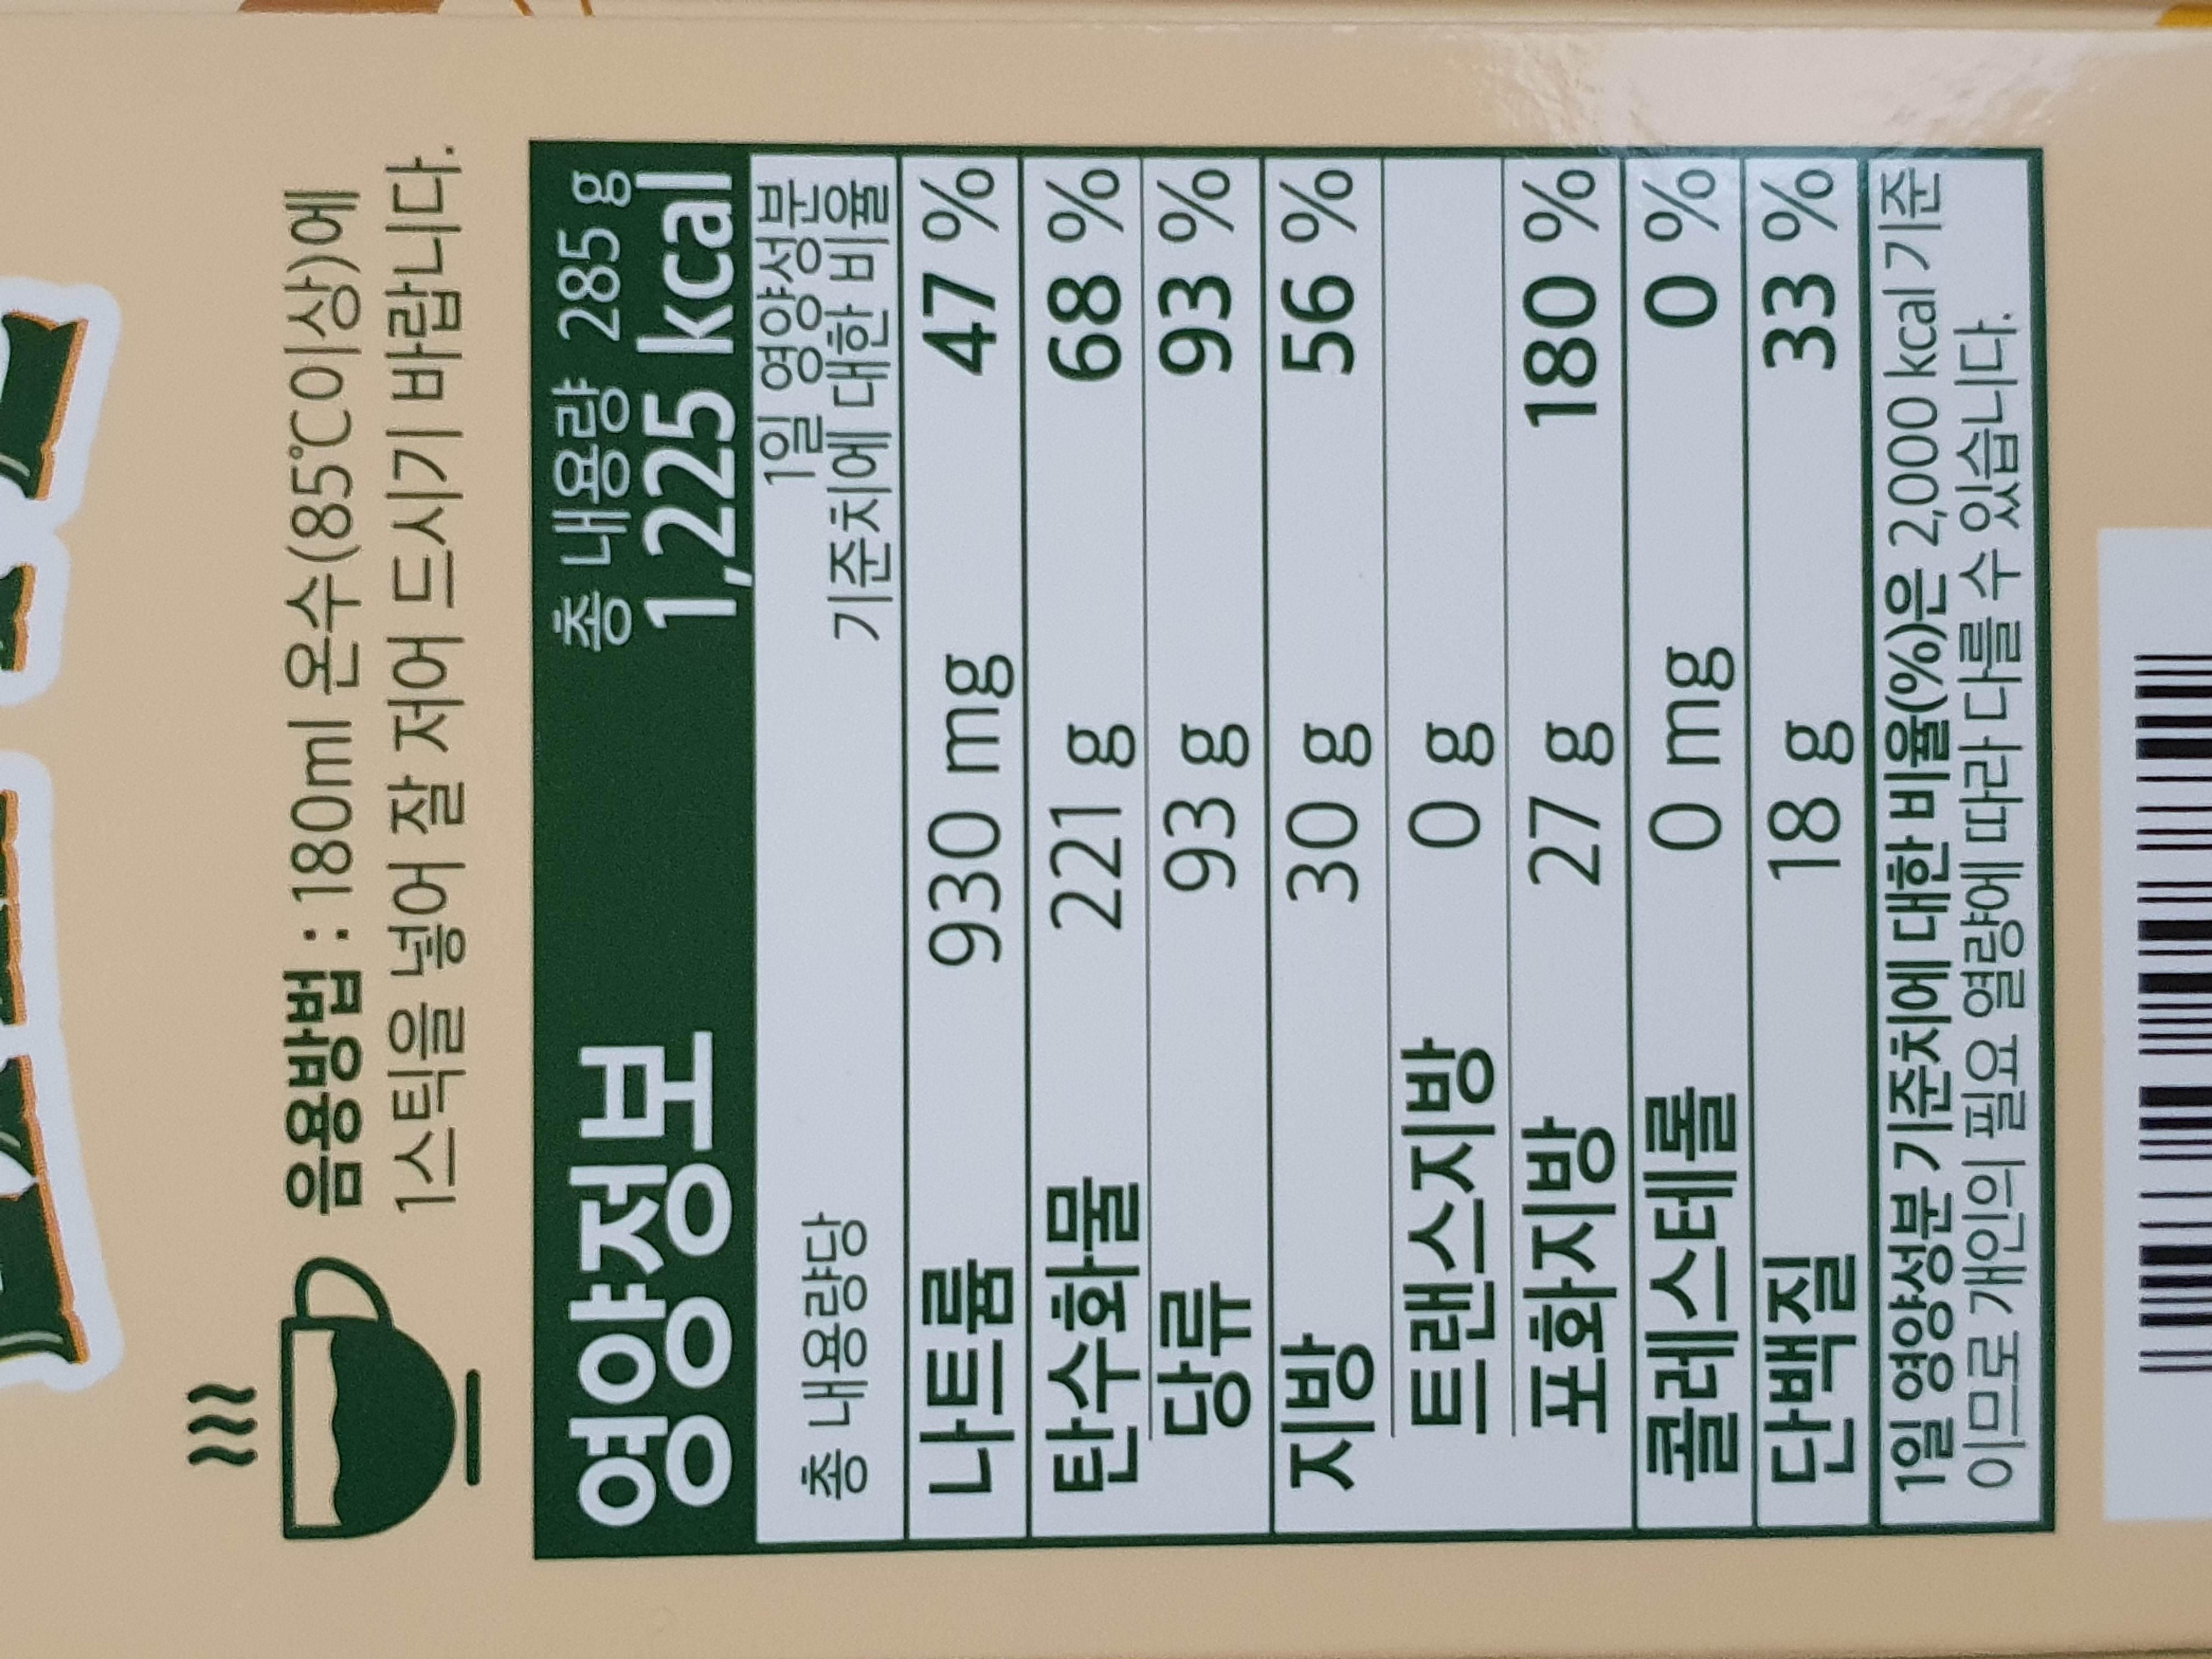 음용방법 : 180ml 온수(85℃이상)에
1스틱을 넣어 잘 저어 드시기 바랍니다.
영양정보
총 내용량 285 g
1,225 kcal
총 내용량당
1일 영양성분
기준치에 대한 비율
나트륨 930 mg 47 %
탄수화물 221 g 68 %
당류 93 g 93 %
지방 30 g 56 %
트랜스지방 0 g
포화지방 27 g 180 %
콜레스테롤 0 mg 0 %
단백질 18 g 33 %
1일 영양성분 기준치에 대한 비율(%)은 2,000 kcal 기준
이므로 개인의 필요 열량에 따라 다를 수 있습니다.